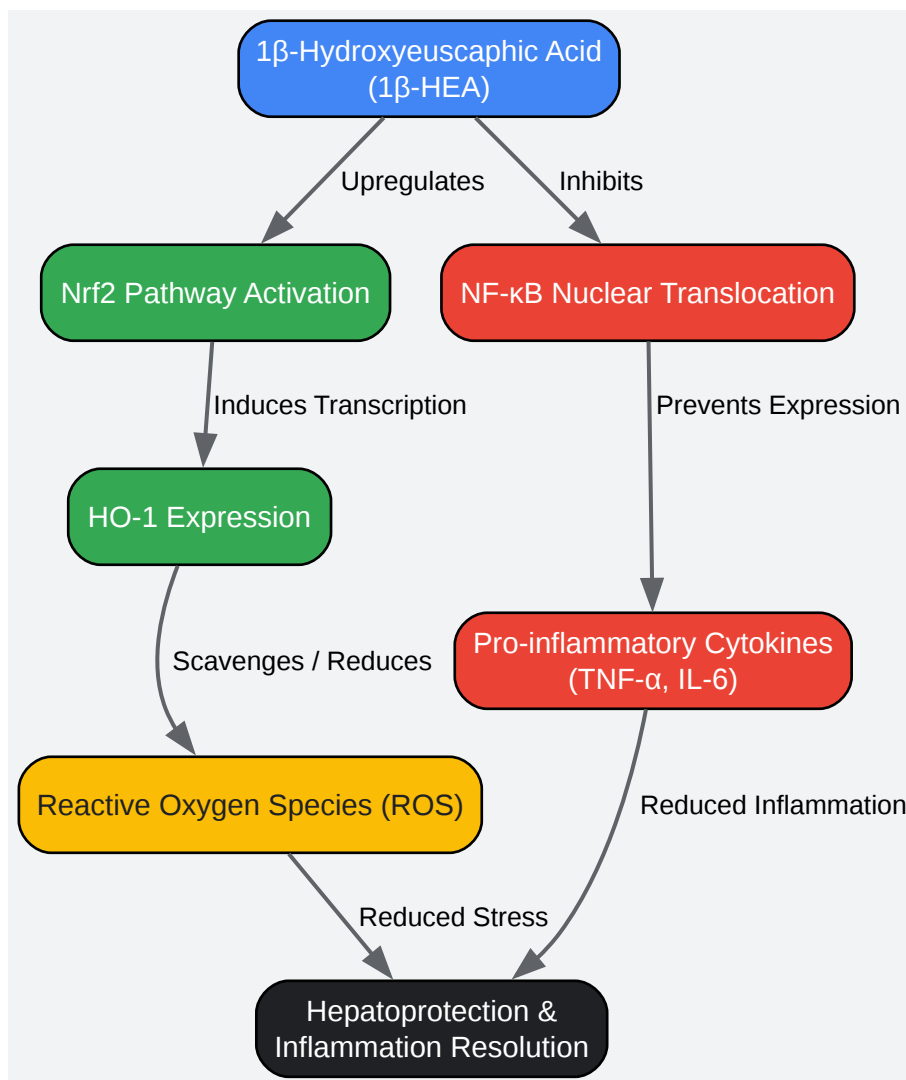 1β-Hydroxyeuscaphic Acid
(1β-HEA)
Upregulates
Inhibits
Nrf2 Pathway Activation
NF-κB Nuclear Translocation
Induces Transcription
Prevents Expression
HO-1 Expression
Pro-inflammatory Cytokines
(TNF-α, IL-6)
Scavenges / Reduces
Reactive Oxygen Species (ROS)
Reduced Inflammation
Reduced Stress
Hepatoprotection &
Inflammation Resolution